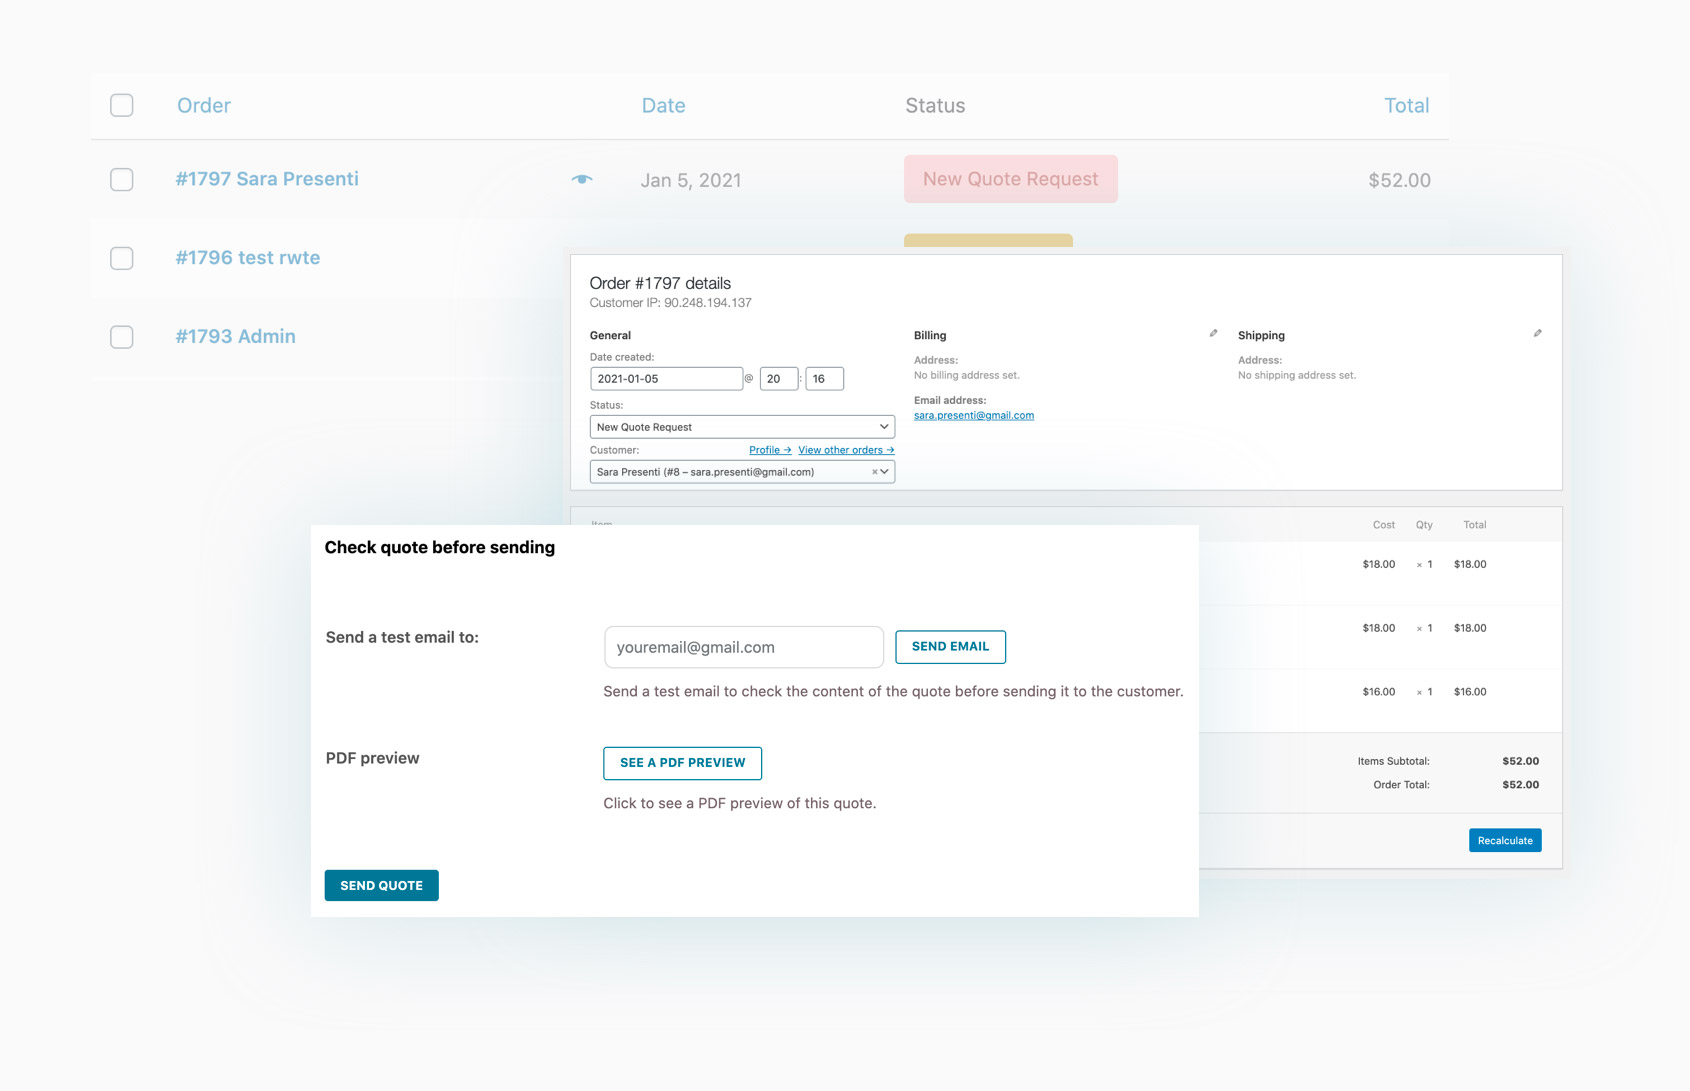 Order Date Status Total
#1797 Sara Presenti Jan 5, 2021 New Quote Request $52.00
#1796 test rwte
#1793 Admin
Order #1797 details
Customer IP: 90.248.194.137
General
Date created:
2021-01-05 @ 20 : 16
Status:
New Quote Request
Customer: Profile → View other orders →
Sara Presenti (#8 – sara.presenti@gmail.com) ×
Billing
Address:
No billing address set.
Email address:
sara.presenti@gmail.com
Shipping
Address:
No shipping address set.
Item Cost Qty Total
$18.00 × 1 $18.00
$18.00 × 1 $18.00
$16.00 × 1 $16.00
Items Subtotal: $52.00
Order Total: $52.00
Recalculate
Check quote before sending
Send a test email to: youremail@gmail.com SEND EMAIL
Send a test email to check the content of the quote before sending it to the customer.
PDF preview SEE A PDF PREVIEW
Click to see a PDF preview of this quote.
SEND QUOTE